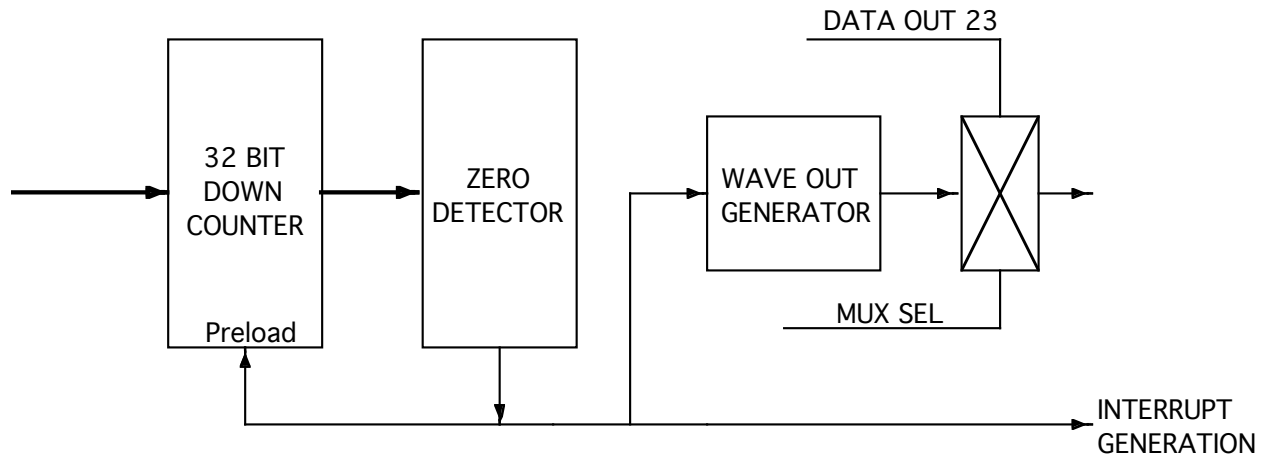 DATA OUT 23
32 BIT
DOWN
COUNTER
Preload
ZERO
DETECTOR
WAVE OUT
GENERATOR
MUX SEL
INTERRUPT
GENERATION